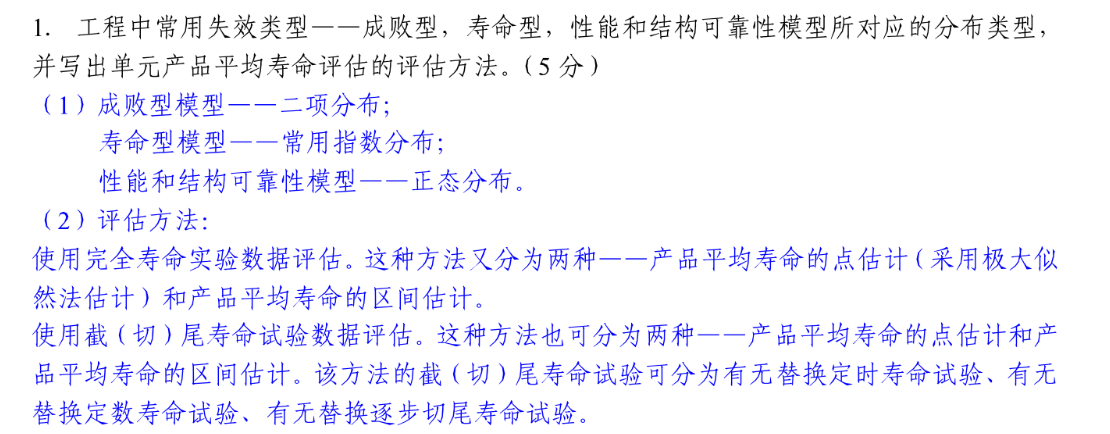 1. 工程中常用失效类型——成败型，寿命型，性能和结构可靠性模型所对应的分布类型，
并写出单元产品平均寿命评估的评估方法。（5 分）
（1）成败型模型——二项分布；
寿命型模型——常用指数分布；
性能和结构可靠性模型——正态分布。
（2）评估方法：
使用完全寿命实验数据评估。这种方法又分为两种——产品平均寿命的点估计（采用极大似
然法估计）和产品平均寿命的区间估计。
使用截（切）尾寿命试验数据评估。这种方法也可分为两种——产品平均寿命的点估计和产
品平均寿命的区间估计。该方法的截（切）尾寿命试验可分为有无替换定时寿命试验、有无
替换定数寿命试验、有无替换逐步切尾寿命试验。